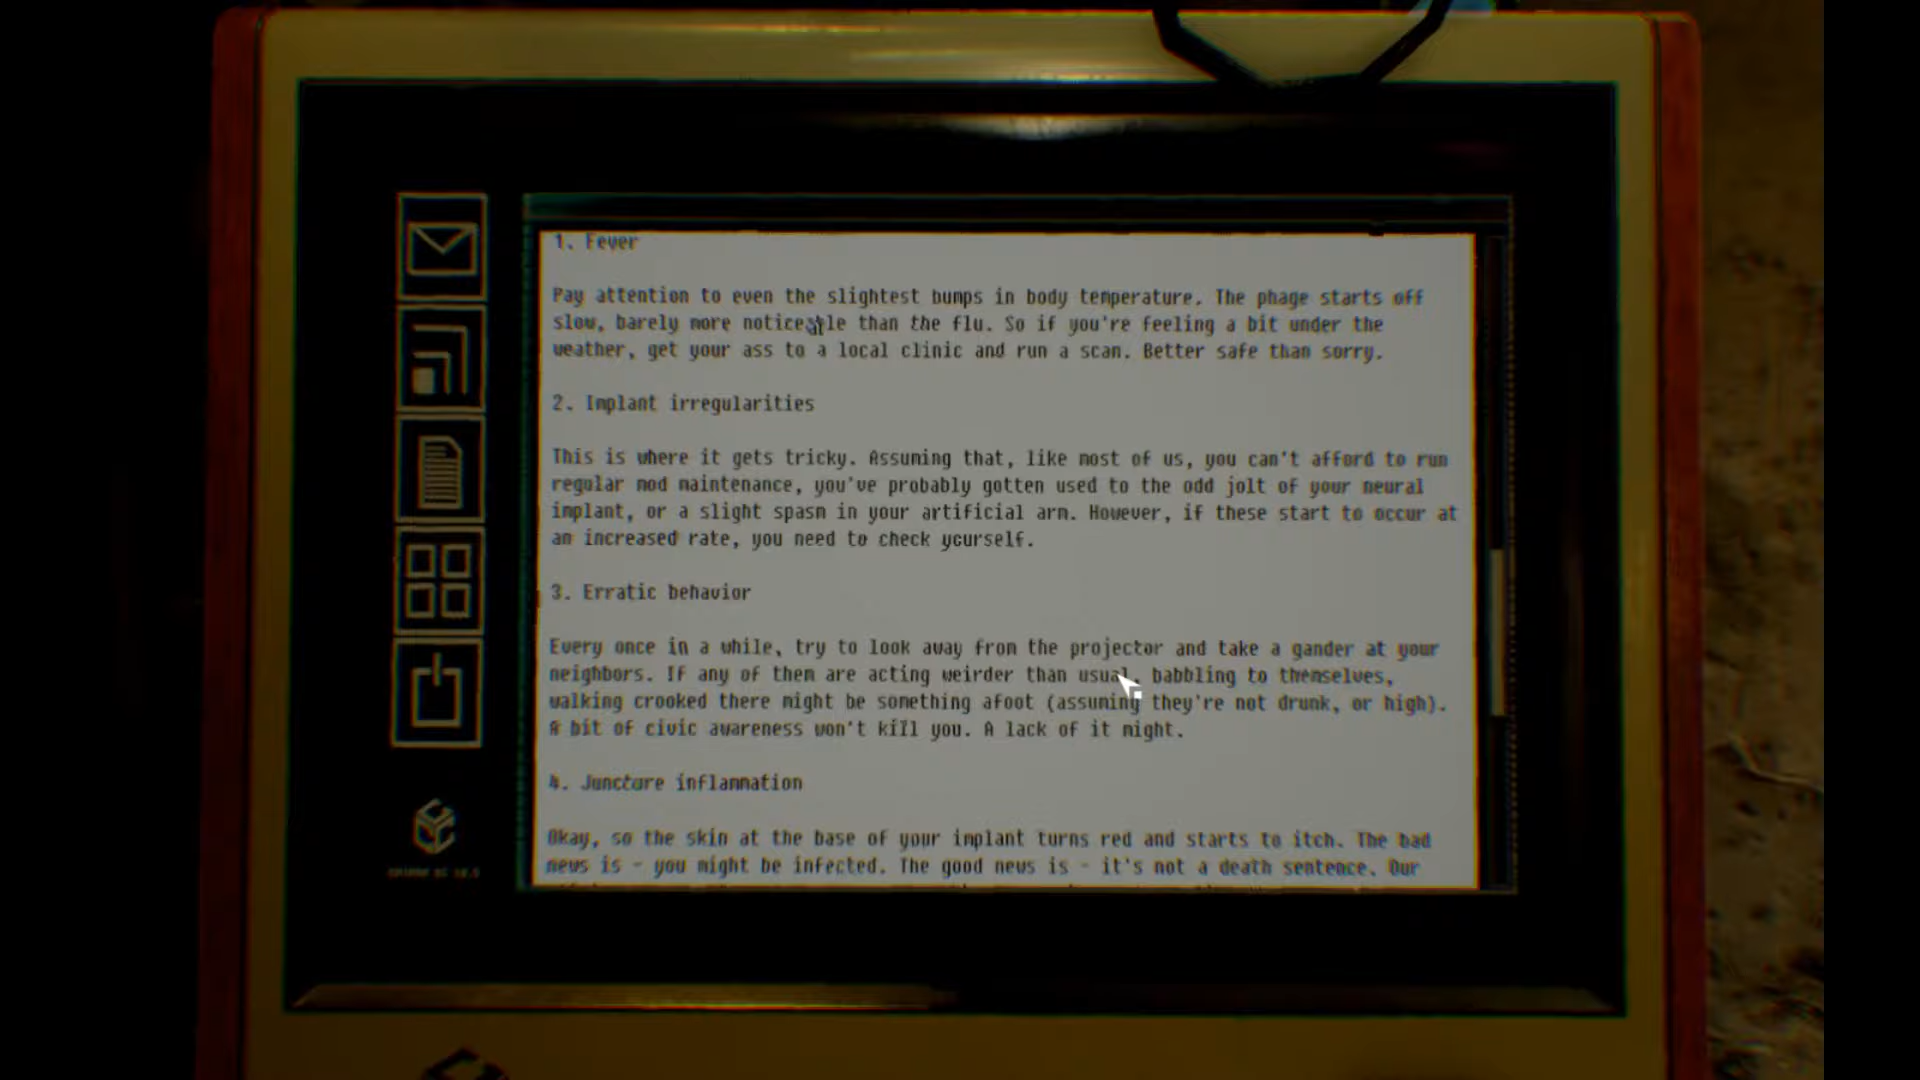 1. Fever
Pay attention to even the slightest bumps in body temperature. The phage starts off
slow, barely more noticeable than the flu. So if you're feeling a bit under the
weather, get your ass to a local clinic and run a scan. Better safe than sorry.
2. Implant irregularities
This is where it gets tricky. Assuming that, like most of us, you can't afford to run
regular mod maintenance, you've probably gotten used to the odd jolt of your neural
implant, or a slight spasm in your artificial arm. However, if these start to occur at
an increased rate, you need to check yourself.
3. Erratic behavior
Every once in a while, try to look away from the projector and take a gander at your
neighbors. If any of them are acting weirder than usual, babbling to themselves,
walking crooked there might be something afoot (assuming they're not drunk, or high).
A bit of civic awareness won't kill you. A lack of it might.
4. Juncture inflammation
Okay, so the skin at the base of your implant turns red and starts to itch. The bad
news is - you might be infected. The good news is - it's not a death sentence. Our